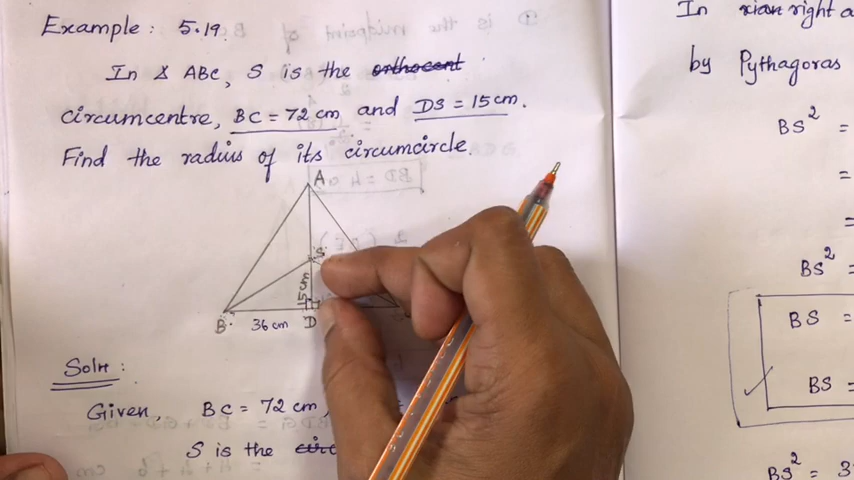 Example: 5.19.
In Δ ABC, S is the orthocent
circumcentre, BC = 72 cm and DS = 15 cm.
Find the radius of its circumcircle.
A
S
15cm
B
36 cm
D
Soln:
Given, BC = 72 cm,
S is the
In right
by Pythagoras
BS² =
=
=
BS² =
BS =
BS =
BS² = 3